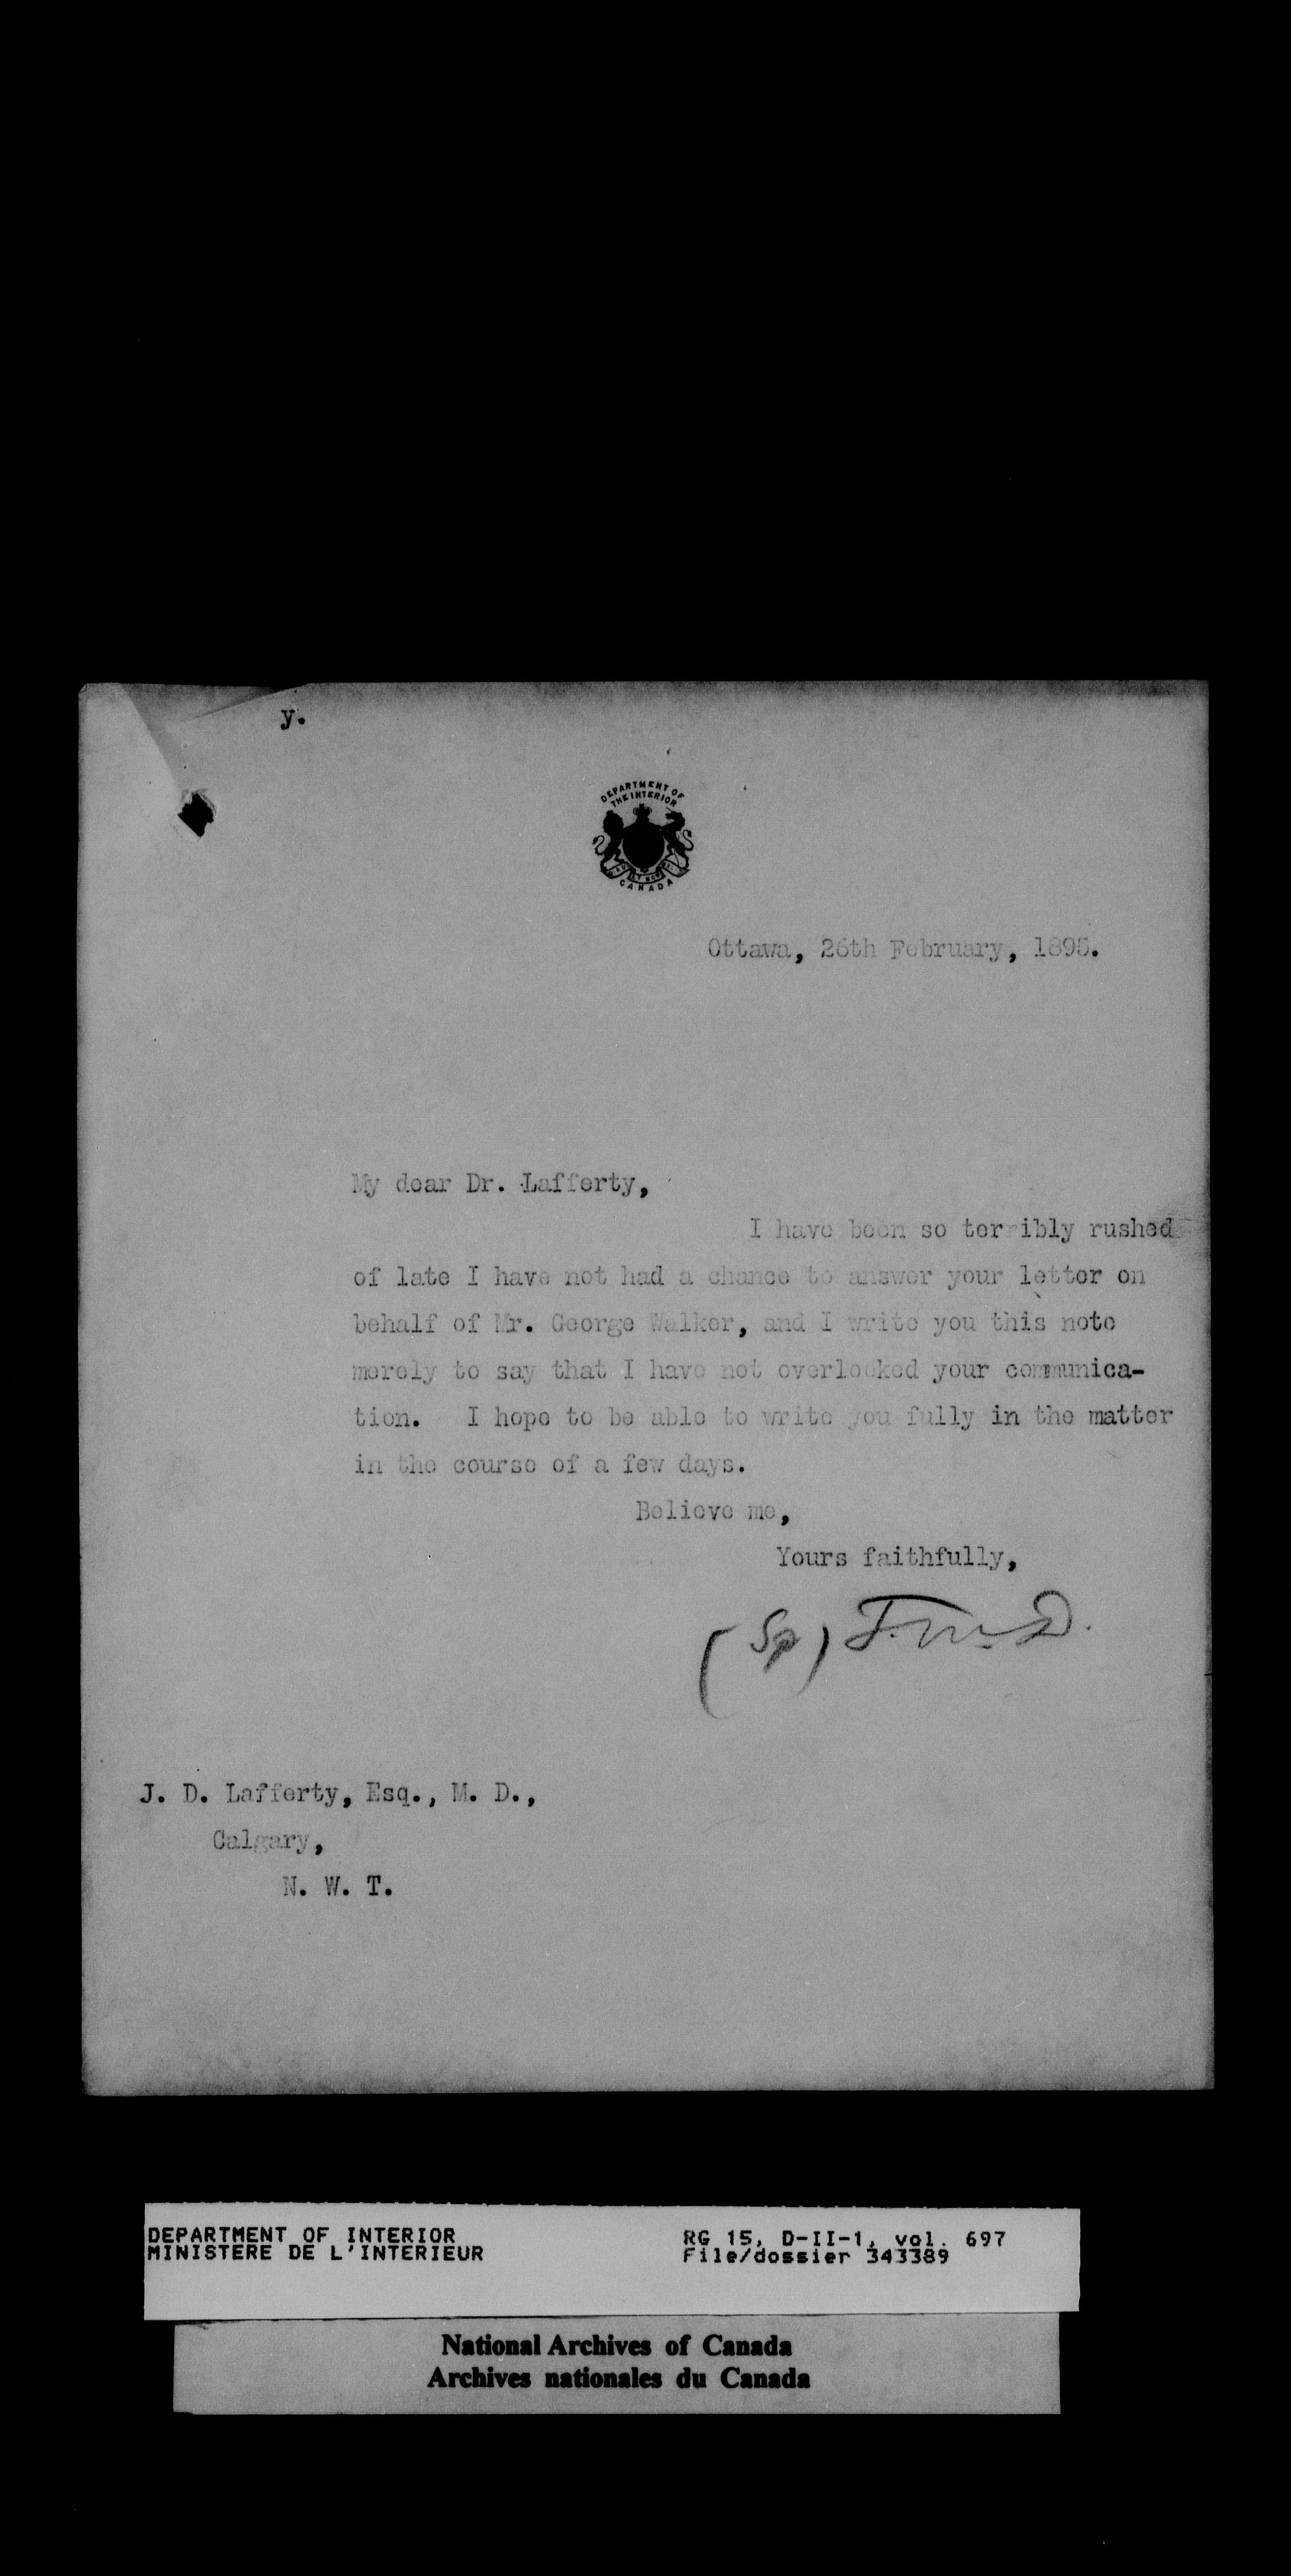 y.
DEPARTMENT OF
THE INTERIOR
CANADA
Ottawa, 26th February, 1895.
My dear Dr. Lafferty,
I have been so terribly rushed
of late I have not had a chance to answer your letter on
behalf of Mr. George Walker, and I write you this note
merely to say that I have not overlooked your communica-
tion. I hope to be able to write you fully in the matter
in the course of a few days.
Believe me,
Yours faithfully,
J. D. Lafferty, Esq., M. D.,
Calgary,
N. W. T.
DEPARTMENT OF INTERIOR
MINISTERE DE L'INTERIEUR
RG 15, D-II-1, vol. 697
File/dossier 343389
National Archives of Canada
Archives nationales du Canada